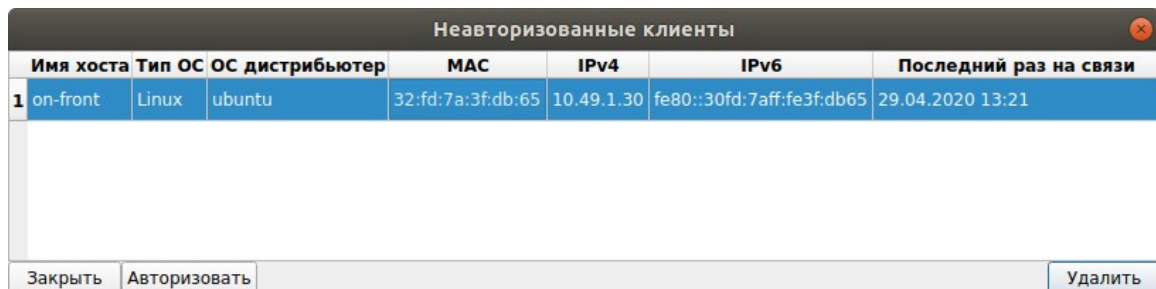 Неавторизованные клиенты
Имя хоста Тип ОС ОС дистрибьютер MAC IPv4 IPv6 Последний раз на связи
1 on-front Linux ubuntu 32:fd:7a:3f:db:65 10.49.1.30 fe80::30fd:7aff:fe3f:db65 29.04.2020 13:21
Закрыть Авторизовать Удалить